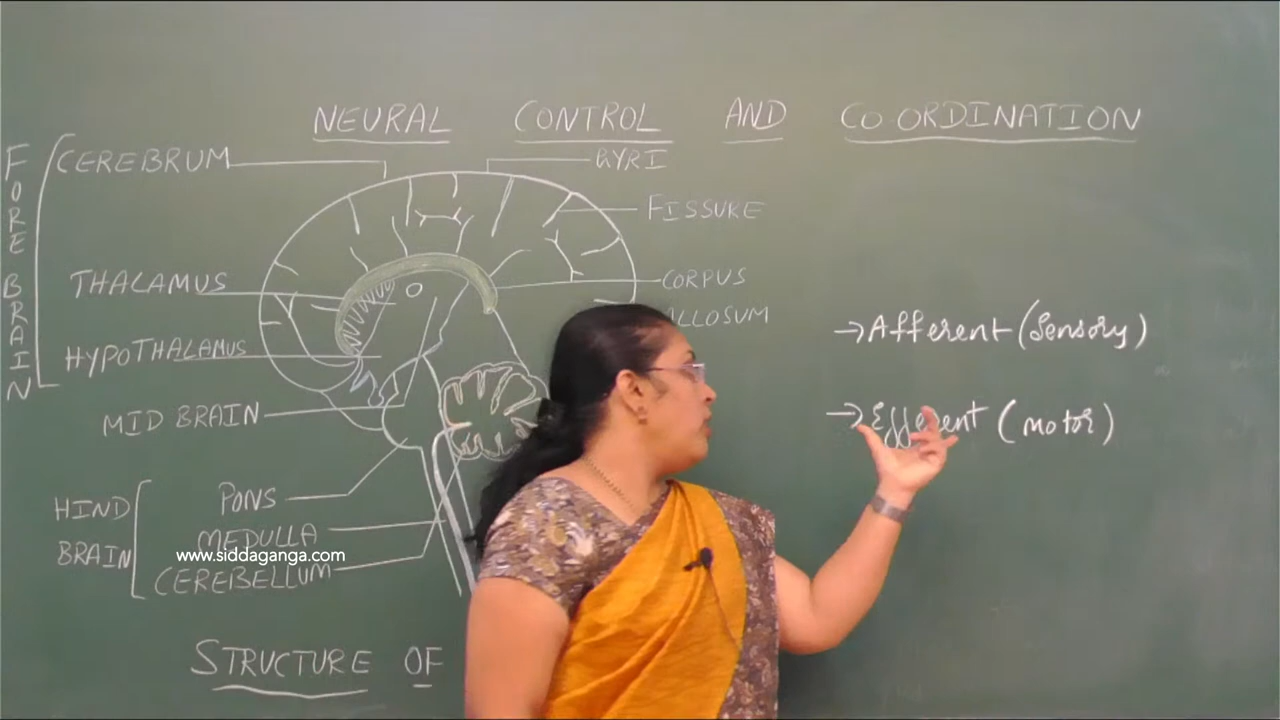 NEURAL CONTROL AND CO-ORDINATION
FORE BRAIN
CEREBRUM
GYRI
FISSURE
THALAMUS
CORPUS
ALLOSUM
HYPOTHALAMUS
MID BRAIN
HIND
BRAIN
PONS
MEDULLA
www.siddaganga.com
CEREBELLUM
STRUCTURE OF
→ Afferent (Sensory)
→ Efferent (motor)